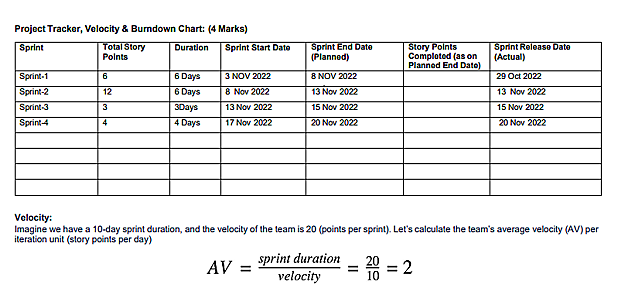 Project Tracker, Velocity & Burndown Chart: (4 Marks)
Sprint Total Story Points Duration Sprint Start Date Sprint End Date (Planned) Story Points Completed (as on Planned End Date) Sprint Release Date (Actual)
Sprint-1 6 6 Days 3 NOV 2022 8 NOV 2022 29 Oct 2022
Sprint-2 12 6 Days 8 Nov 2022 13 Nov 2022 13 Nov 2022
Sprint-3 3 3Days 13 Nov 2022 15 Nov 2022 15 Nov 2022
Sprint-4 4 4 Days 17 Nov 2022 20 Nov 2022 20 Nov 2022
Velocity:
Imagine we have a 10-day sprint duration, and the velocity of the team is 20 (points per sprint). Let's calculate the team's average velocity (AV) per
iteration unit (story points per day)
AV = sprint duration / velocity = 20 / 10 = 2